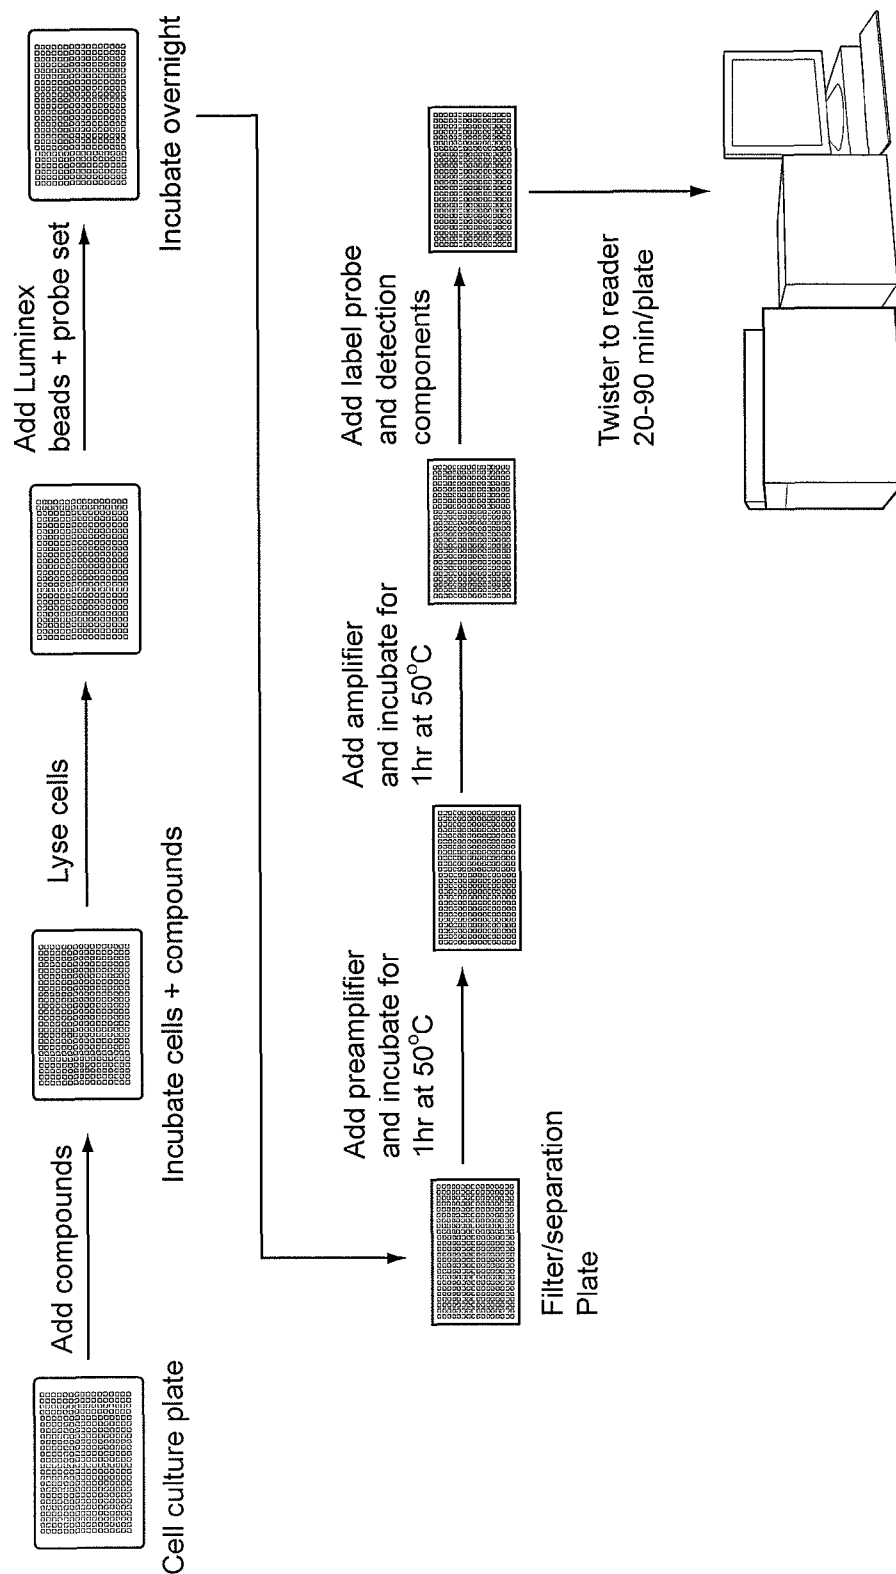 Cell culture plate
Add compounds
Incubate cells + compounds
Lyse cells
Add Luminex
beads + probe set
Incubate overnight
Filter/separation
Plate
Add preamplifier
and incubate for
1hr at 50°C
Add amplifier
and incubate for
1hr at 50°C
Add label probe
and detection
components
Twister to reader
20-90 min/plate